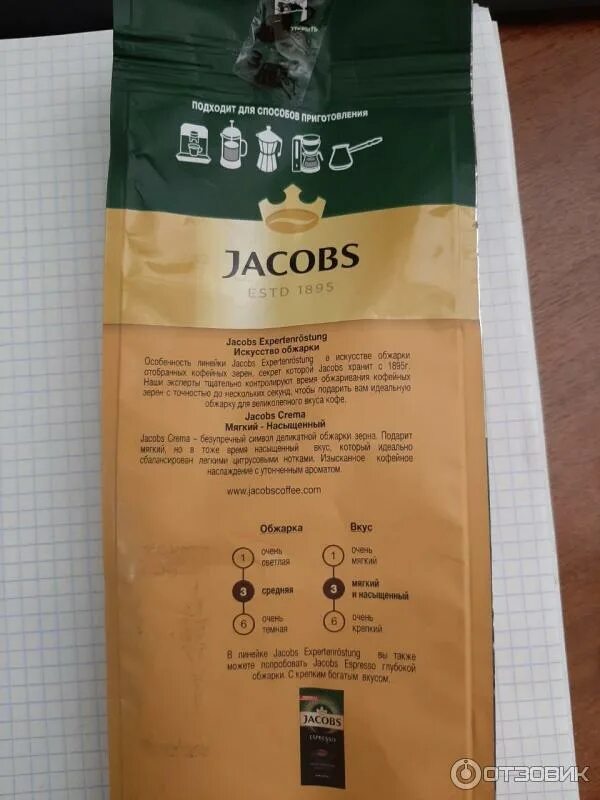 ОТКРЫТЬ
ПОДХОДИТ ДЛЯ СПОСОБОВ ПРИГОТОВЛЕНИЯ
JACOBS
ESTD 1895
Jacobs Expertenröstung
Искусство обжарки
Особенность линейки Jacobs Expertenröstung в искусстве обжарки
отобранных кофейных зерен, секрет которой Jacobs хранит с 1895г.
Наши эксперты тщательно контролируют время обжаривания кофейных
зерен с точностью до нескольких секунд, чтобы подарить вам идеальную
обжарку для великолепного вкуса кофе.
Jacobs Crema
Мягкий - Насыщенный
Jacobs Crema – безупречный символ деликатной обжарки зерна. Подарит
мягкий, но в тоже время насыщенный вкус, который идеально
сбалансирован легкими цитрусовыми нотками. Изысканное кофейное
наслаждение с утонченным ароматом.
www.jacobscoffee.com
Обжарка Вкус
1 очень светлая 1 очень мягкий
3 средняя 3 мягкий и насыщенный
6 очень темная 6 очень крепкий
В линейке Jacobs Expertenröstung вы также
можете попробовать Jacobs Espresso глубокой
обжарки. С крепким богатым вкусом.
JACOBS
ESPRESSO
ОТЗОВИК